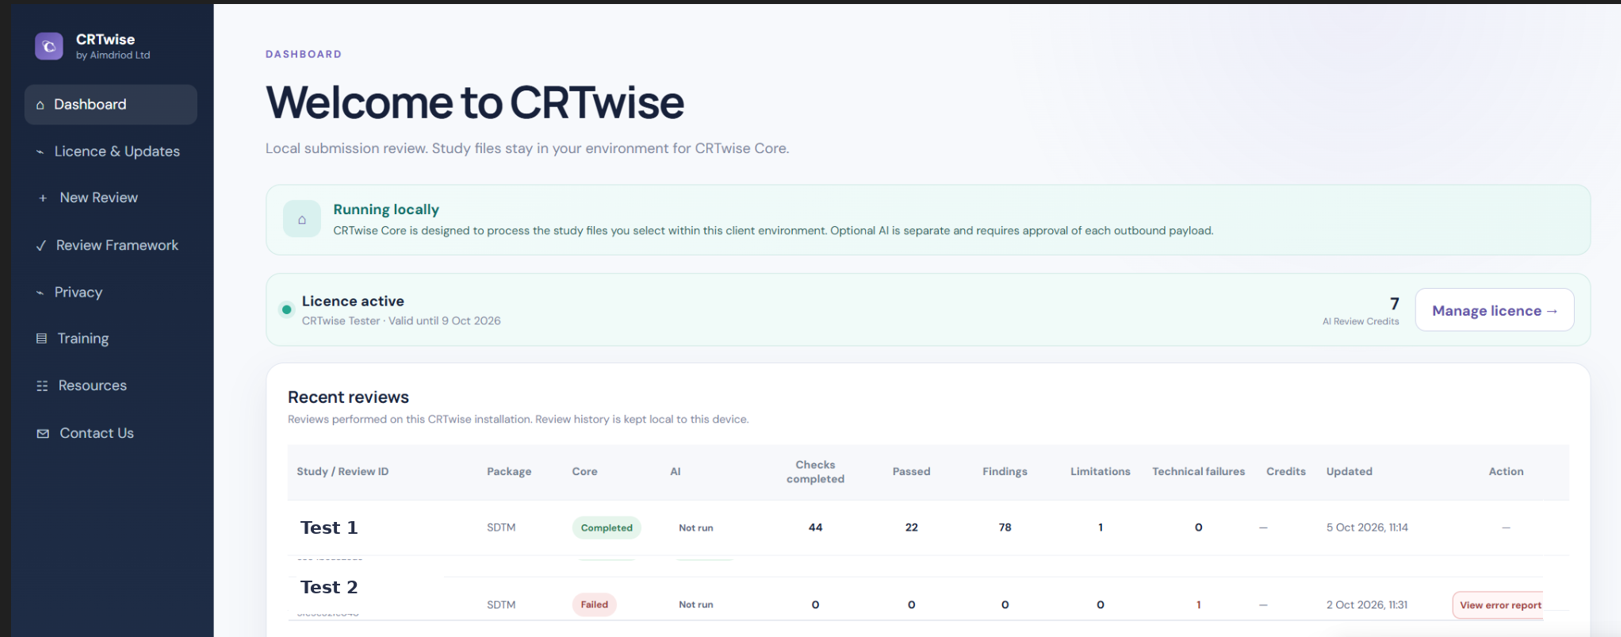 CRTwise
by Aimdriod Ltd
Dashboard
Licence & Updates
New Review
Review Framework
Privacy
Training
Resources
Contact Us
DASHBOARD
Welcome to CRTwise
Local submission review. Study files stay in your environment for CRTwise Core.
Running locally
CRTwise Core is designed to process the study files you select within this client environment. Optional AI is separate and requires approval of each outbound payload.
Licence active
CRTwise Tester · Valid until 9 Oct 2026
7
AI Review Credits
Manage licence →
Recent reviews
Reviews performed on this CRTwise installation. Review history is kept local to this device.
Study / Review ID Package Core AI Checks completed Passed Findings Limitations Technical failures Credits Updated Action
Test 1 SDTM Completed Not run 44 22 78 1 0 — 5 Oct 2026, 11:14 —
Test 2 SDTM Failed Not run 0 0 0 0 1 — 2 Oct 2026, 11:31 View error report